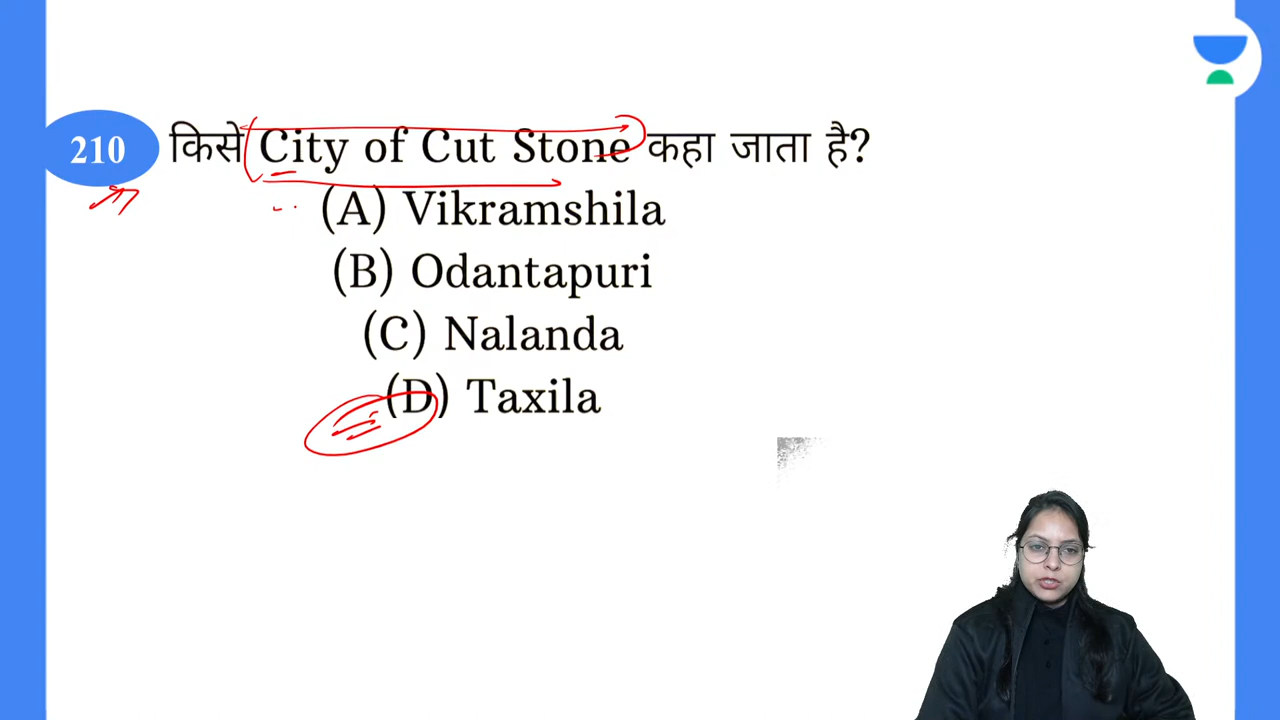 210 किसे City of Cut Stone कहा जाता है?
(A) Vikramshila
(B) Odantapuri
(C) Nalanda
(D) Taxila